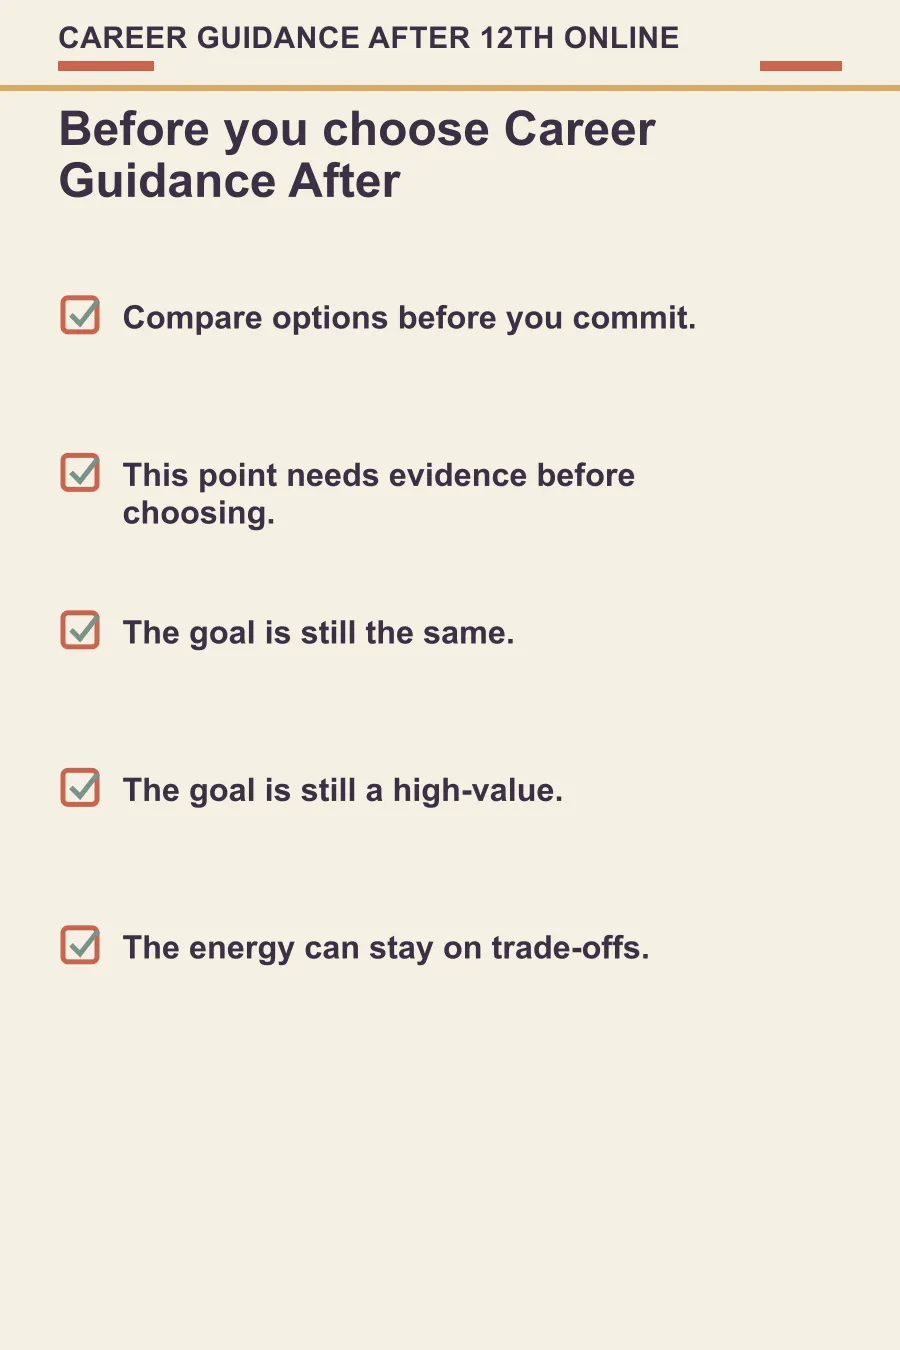 CAREER GUIDANCE AFTER 12TH ONLINE
Before you choose Career
Guidance After
Compare options before you commit.
This point needs evidence before
choosing.
The goal is still the same.
The goal is still a high-value.
The energy can stay on trade-offs.